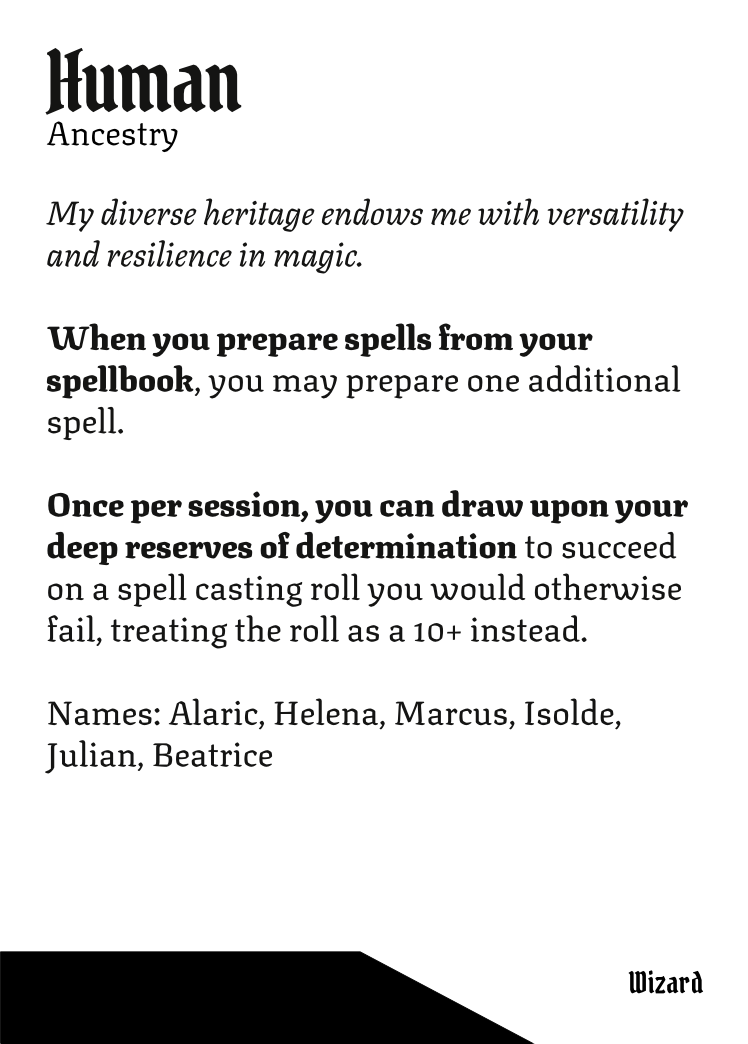 Human
Ancestry
My diverse heritage endows me with versatility
and resilience in magic.
When you prepare spells from your
spellbook, you may prepare one additional
spell.
Once per session, you can draw upon your
deep reserves of determination to succeed
on a spell casting roll you would otherwise
fail, treating the roll as a 10+ instead.
Names: Alaric, Helena, Marcus, Isolde,
Julian, Beatrice
Wizard